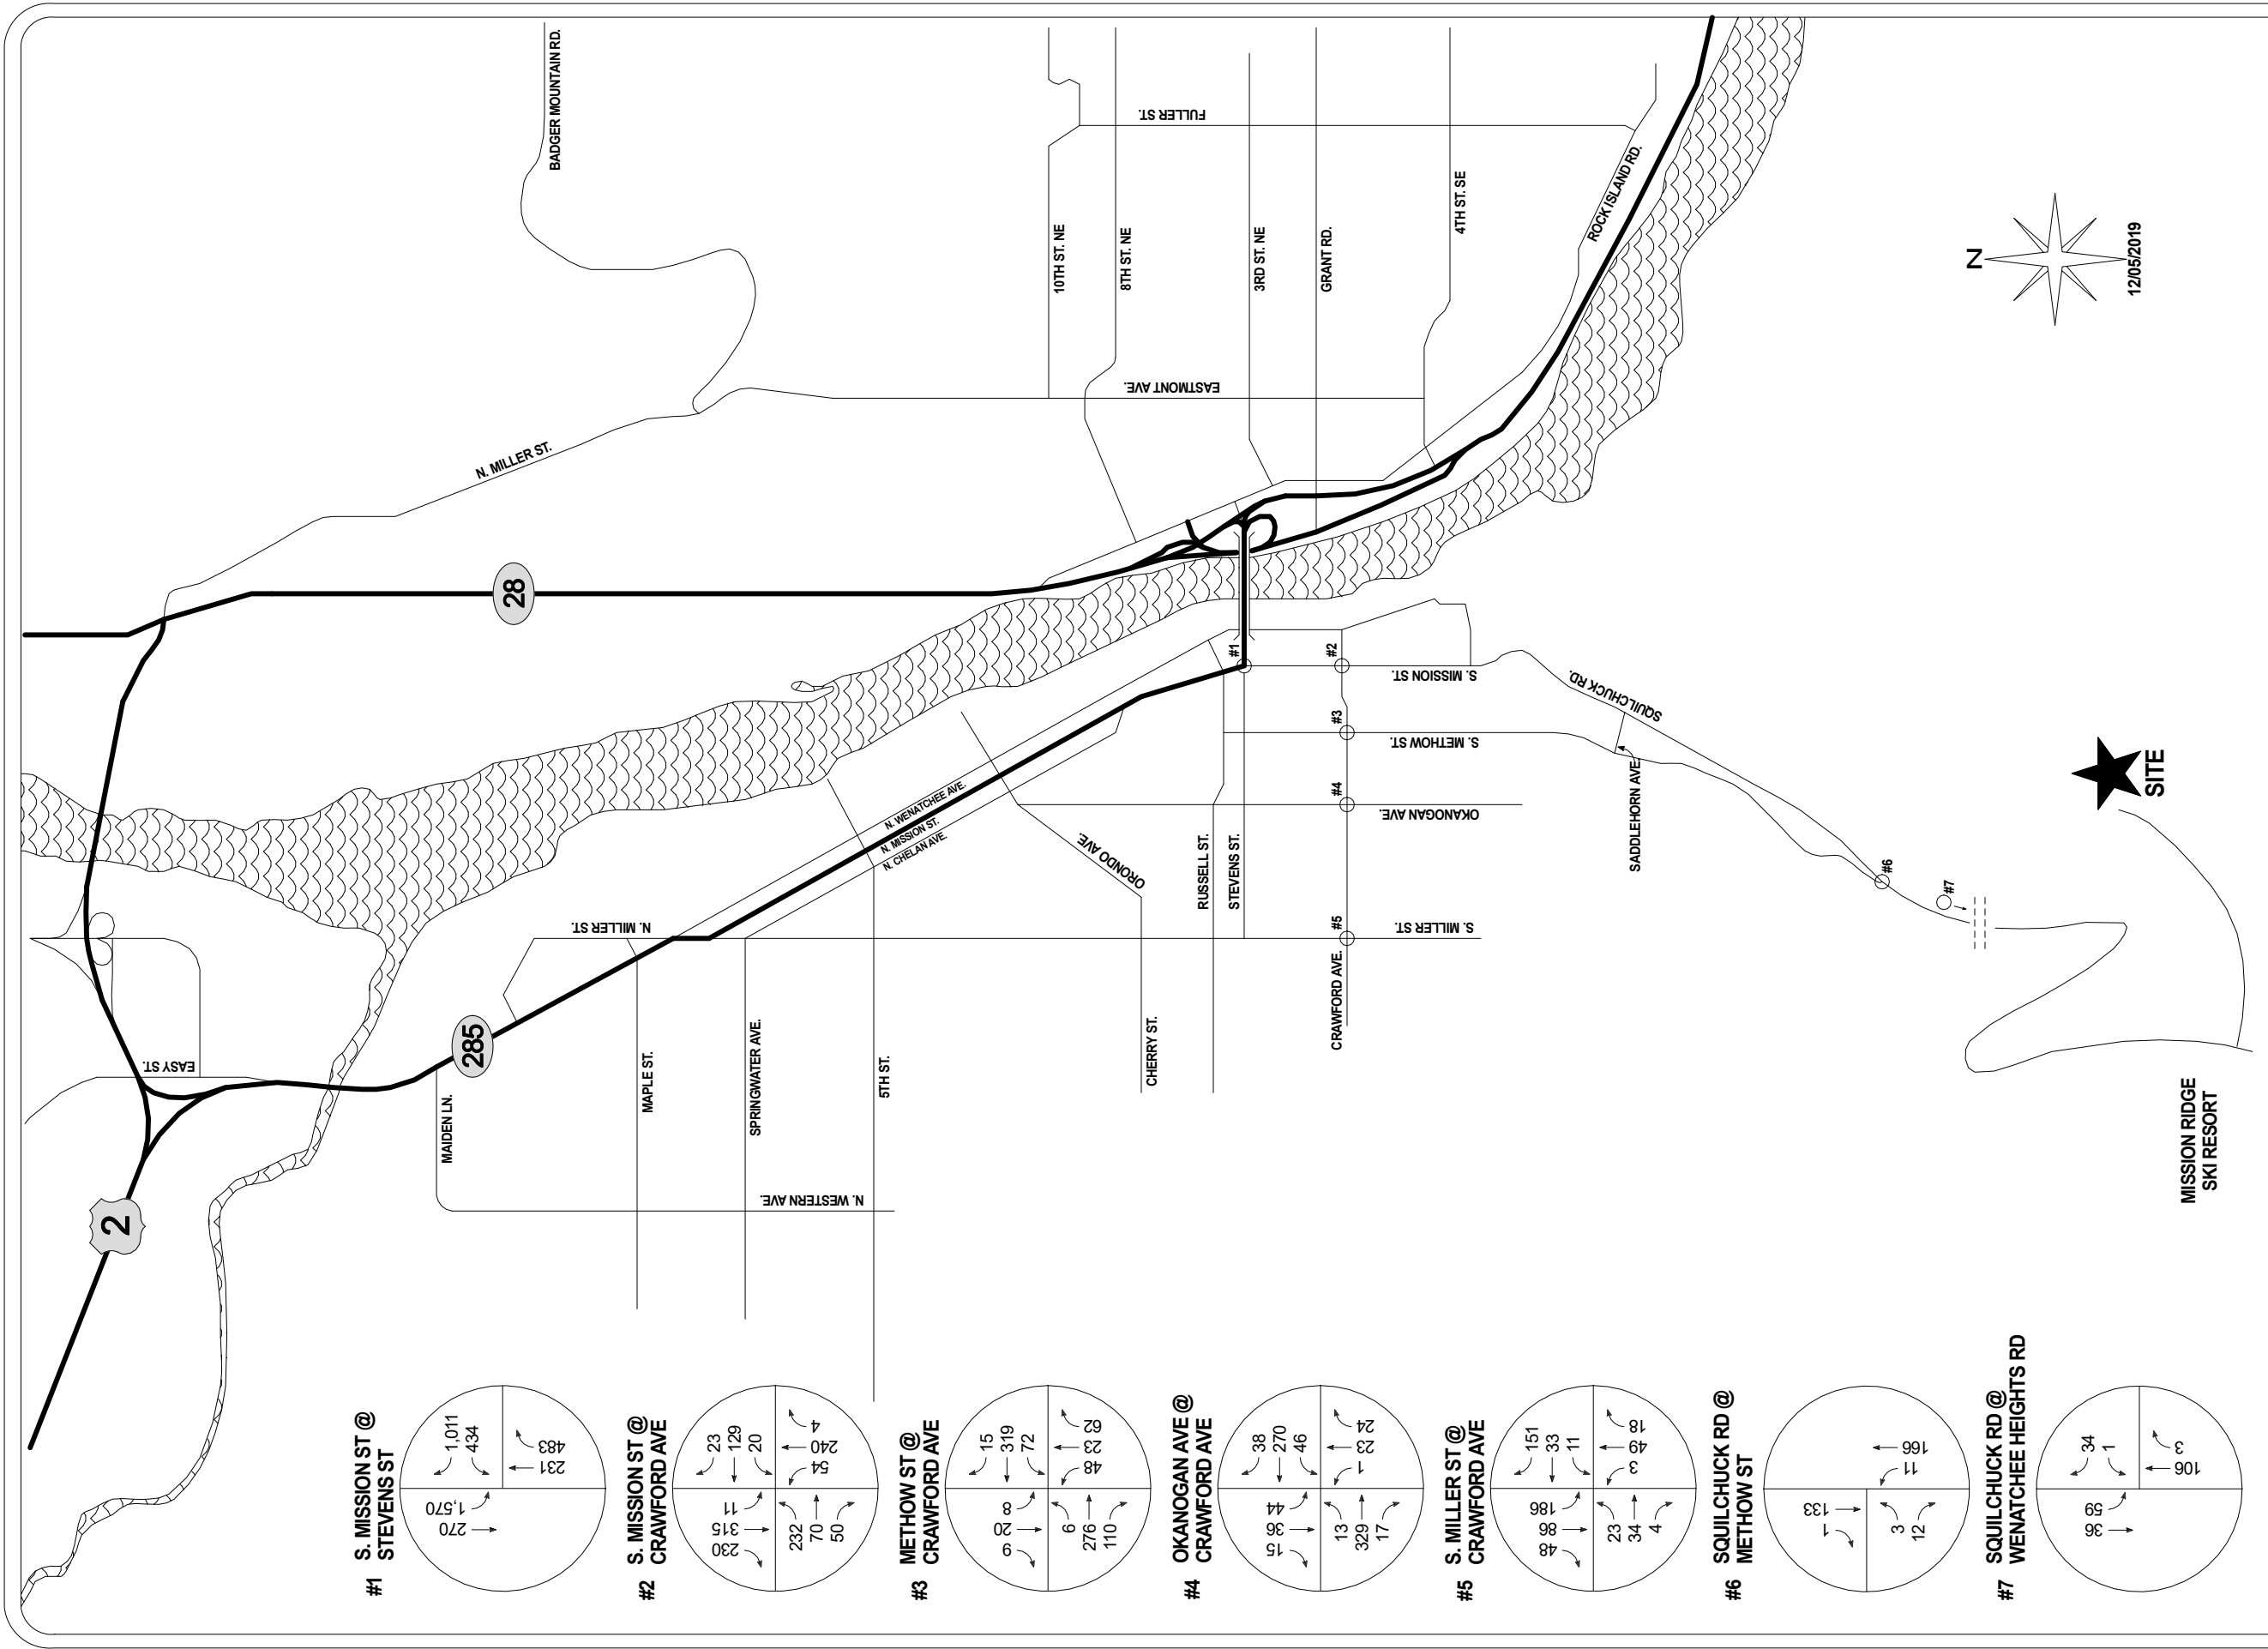 BADGER MOUNTAIN RD.
FULLER ST.
10TH ST. NE
8TH ST. NE
3RD ST. NE
GRANT RD.
4TH ST. SE
ROCK ISLAND RD.
EASTMONT AVE.
N. MILLER ST.
28
N
12/05/2019
#1
#2
#3
#4
#5
#6
#7
S. MISSION ST.
S. METHOW ST.
OKANOGAN AVE.
S. MILLER ST.
SQUILCHUCK RD.
SADDLEHORN AVE.
N. WENATCHEE AVE.
N. MISSION ST.
N. CHELAN AVE.
ORONDO AVE.
RUSSELL ST.
STEVENS ST.
CRAWFORD AVE.
CHERRY ST.
N. MILLER ST.
EASY ST.
285
MAIDEN LN.
MAPLE ST.
SPRINGWATER AVE.
5TH ST.
N. WESTERN AVE.
2
SITE
MISSION RIDGE
SKI RESORT
#1 S. MISSION ST @
STEVENS ST
1,011
434
270
1,570
231
483
#2 S. MISSION ST @
CRAWFORD AVE
23
129
20
230
315
11
232
70
50
54
240
4
#3 METHOW ST @
CRAWFORD AVE
15
319
72
9
20
8
6
276
110
48
23
62
#4 OKANOGAN AVE @
CRAWFORD AVE
38
270
46
15
36
44
13
329
17
1
23
24
#5 S. MILLER ST @
CRAWFORD AVE
151
33
11
48
86
186
23
34
4
3
49
18
#6 SQUILCHUCK RD @
METHOW ST
1
133
3
12
11
166
#7 SQUILCHUCK RD @
WENATCHEE HEIGHTS RD
34
1
36
59
106
3